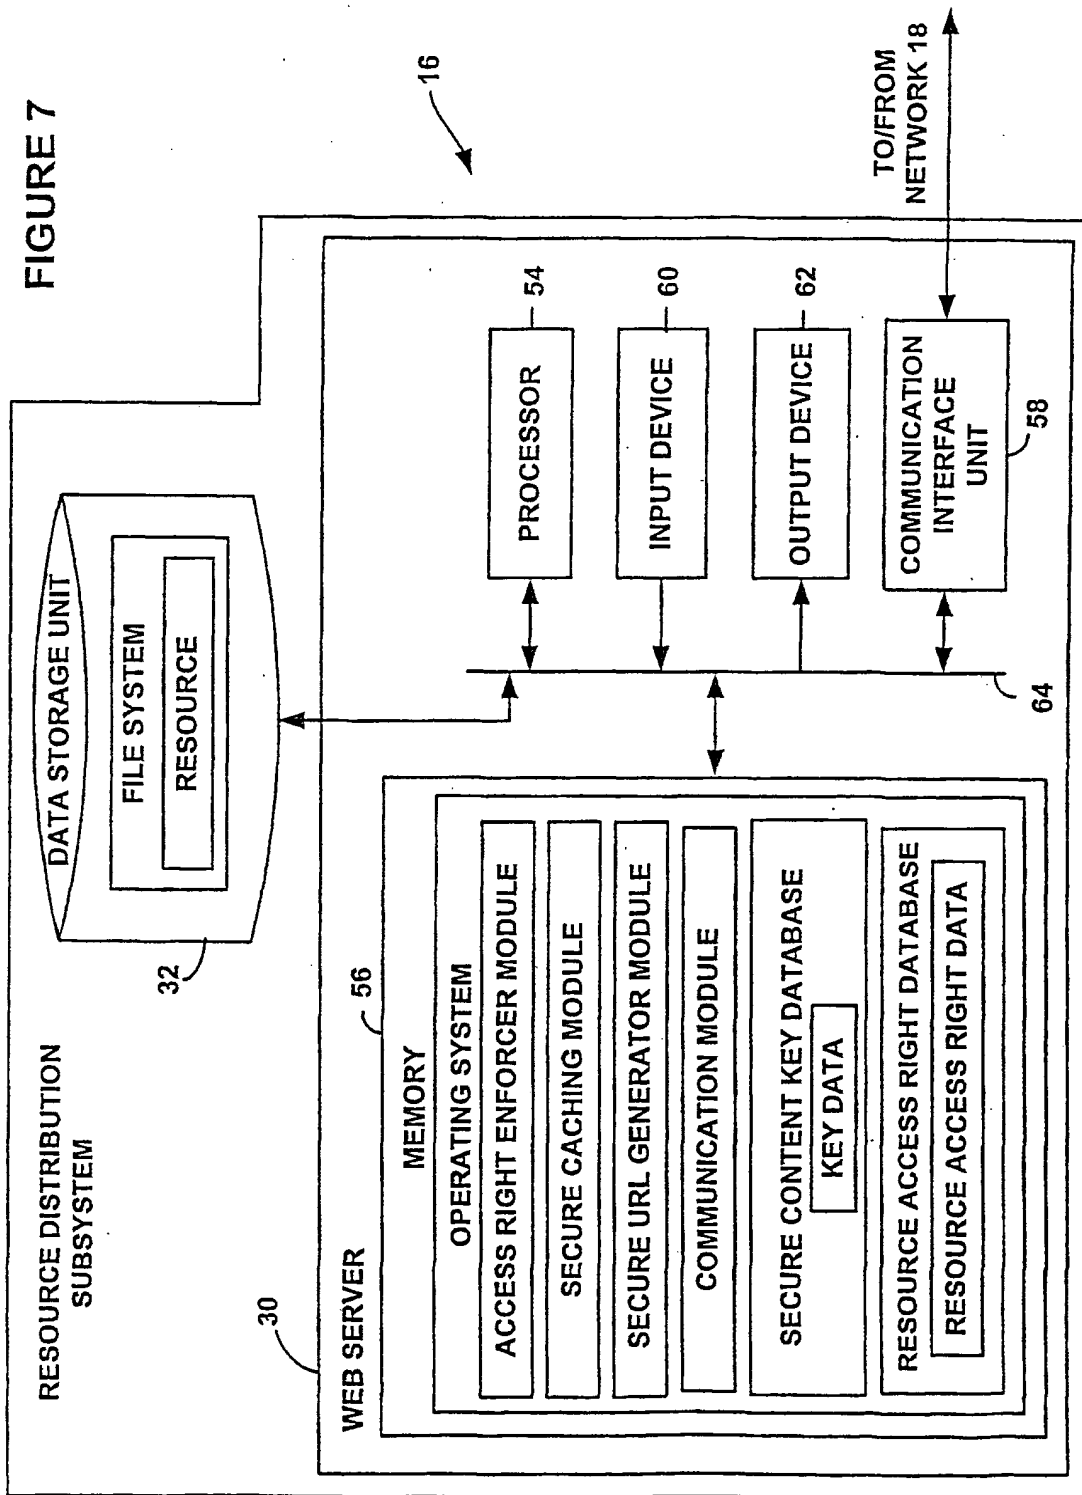 FIGURE 7
RESOURCE DISTRIBUTION
SUBSYSTEM
16
DATA STORAGE UNIT
FILE SYSTEM
RESOURCE
32
30
WEB SERVER
56
MEMORY
OPERATING SYSTEM
ACCESS RIGHT ENFORCER MODULE
SECURE CACHING MODULE
SECURE URL GENERATOR MODULE
COMMUNICATION MODULE
SECURE CONTENT KEY DATABASE
KEY DATA
RESOURCE ACCESS RIGHT DATABASE
RESOURCE ACCESS RIGHT DATA
PROCESSOR
54
INPUT DEVICE
60
OUTPUT DEVICE
62
COMMUNICATION
INTERFACE
UNIT
58
64
TO/FROM
NETWORK 18